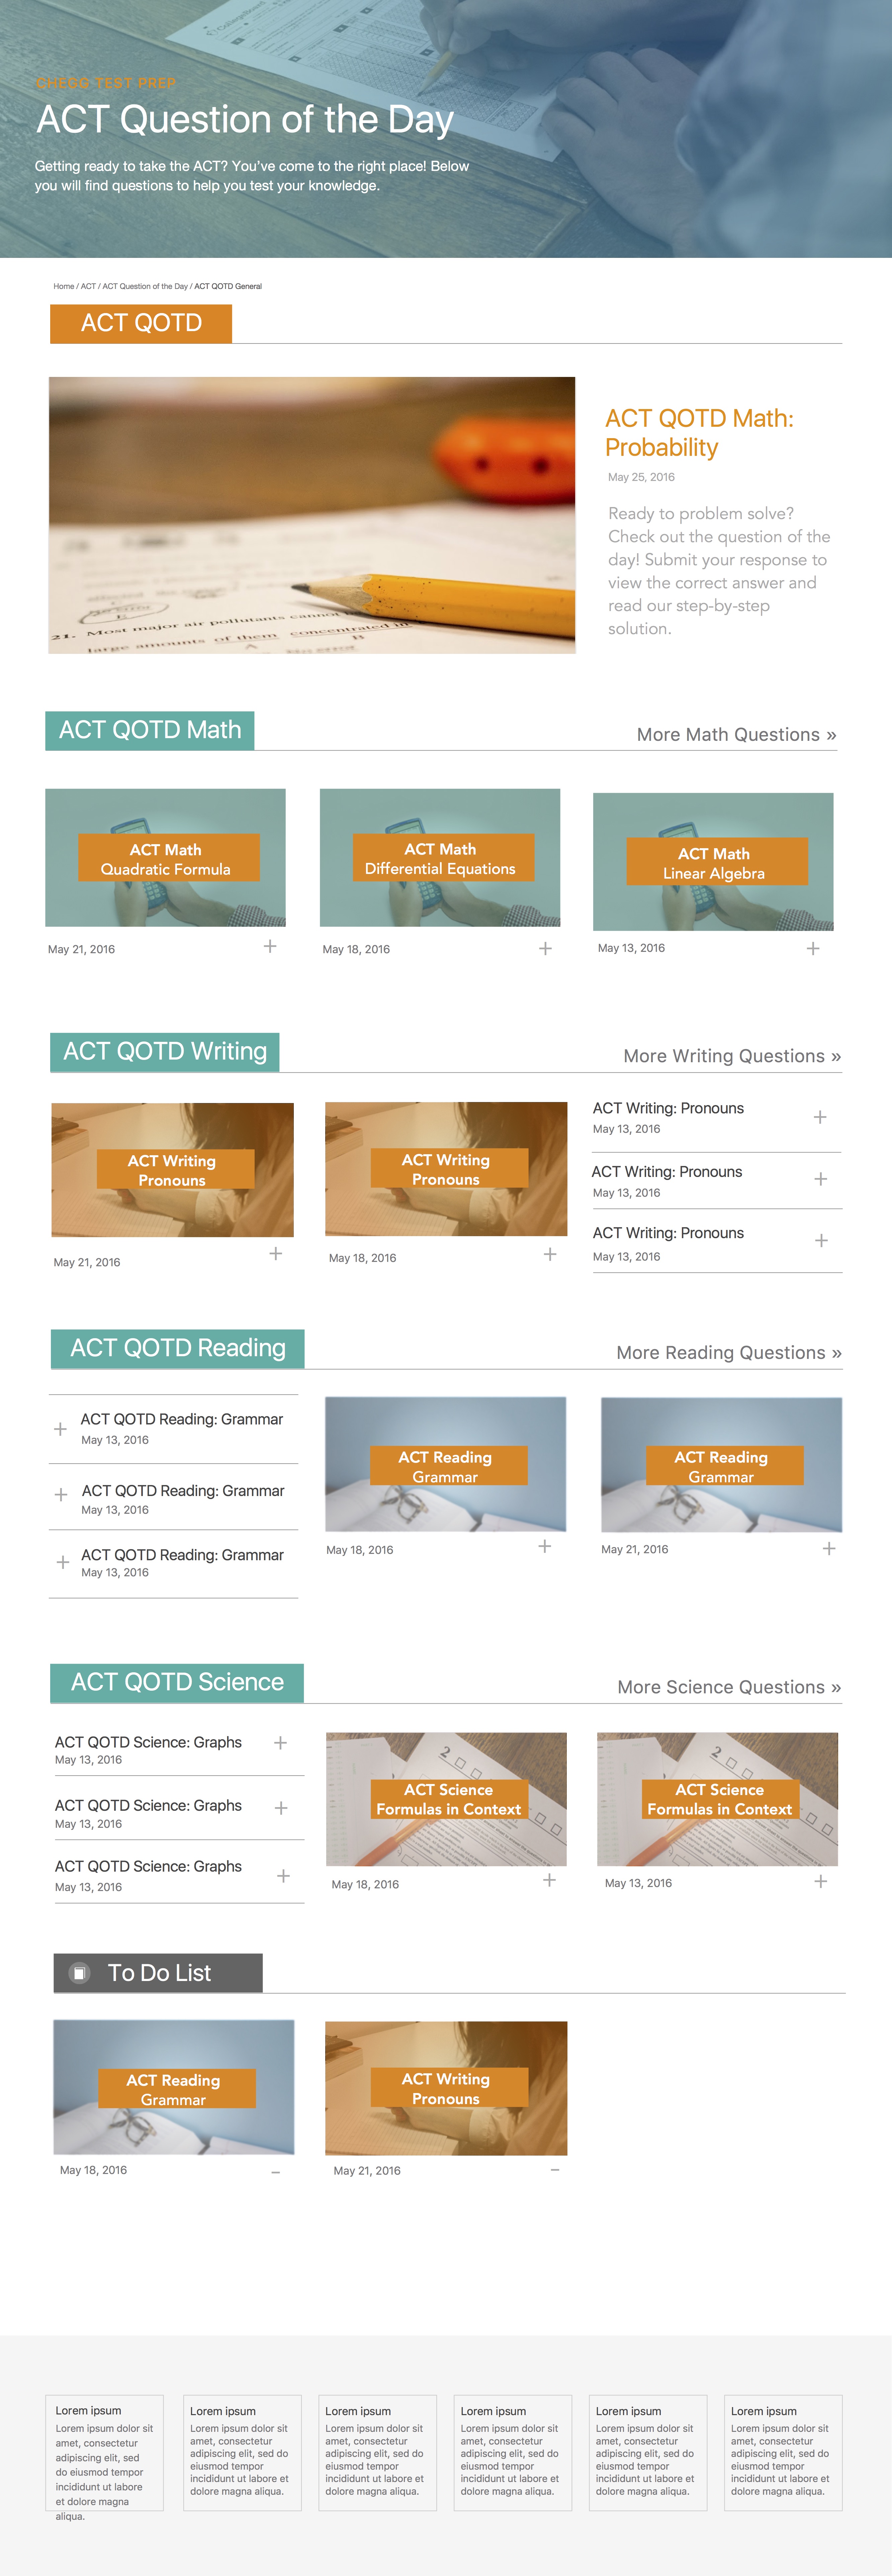 CollegeBoard
CHEGG TEST PREP
ACT Question of the Day
Getting ready to take the ACT? You've come to the right place! Below
you will find questions to help you test your knowledge.
Home / ACT / ACT Question of the Day / ACT QOTD General
ACT QOTD
21. Most major air pollutants cannot
large amounts of them concentrated in
A B
No error
ACT QOTD Math:
Probability
May 25, 2016
Ready to problem solve?
Check out the question of the
day! Submit your response to
view the correct answer and
read our step-by-step
solution.
ACT QOTD Math
More Math Questions »
ACT Math
Quadratic Formula
May 21, 2016
+
ACT Math
Differential Equations
May 18, 2016
+
ACT Math
Linear Algebra
May 13, 2016
+
ACT QOTD Writing
More Writing Questions »
ACT Writing
Pronouns
May 21, 2016
+
ACT Writing
Pronouns
May 18, 2016
+
ACT Writing: Pronouns
May 13, 2016
+
ACT Writing: Pronouns
May 13, 2016
+
ACT Writing: Pronouns
May 13, 2016
+
ACT QOTD Reading
More Reading Questions »
+
ACT QOTD Reading: Grammar
May 13, 2016
+
ACT QOTD Reading: Grammar
May 13, 2016
+
ACT QOTD Reading: Grammar
May 13, 2016
ACT Reading
Grammar
May 18, 2016
+
ACT Reading
Grammar
May 21, 2016
+
ACT QOTD Science
More Science Questions »
ACT QOTD Science: Graphs
May 13, 2016
+
ACT QOTD Science: Graphs
May 13, 2016
+
ACT QOTD Science: Graphs
May 13, 2016
+
2
ACT Science
Formulas in Context
May 18, 2016
+
2
ACT Science
Formulas in Context
May 13, 2016
+
To Do List
ACT Reading
Grammar
May 18, 2016
–
ACT Writing
Pronouns
May 21, 2016
–
Lorem ipsum
Lorem ipsum dolor sit
amet, consectetur
adipiscing elit, sed
do eiusmod tempor
incididunt ut labore
et dolore magna
aliqua.
Lorem ipsum
Lorem ipsum dolor sit
amet, consectetur
adipiscing elit, sed do
eiusmod tempor
incididunt ut labore et
dolore magna aliqua.
Lorem ipsum
Lorem ipsum dolor sit
amet, consectetur
adipiscing elit, sed do
eiusmod tempor
incididunt ut labore et
dolore magna aliqua.
Lorem ipsum
Lorem ipsum dolor sit
amet, consectetur
adipiscing elit, sed do
eiusmod tempor
incididunt ut labore et
dolore magna aliqua.
Lorem ipsum
Lorem ipsum dolor sit
amet, consectetur
adipiscing elit, sed do
eiusmod tempor
incididunt ut labore et
dolore magna aliqua.
Lorem ipsum
Lorem ipsum dolor sit
amet, consectetur
adipiscing elit, sed do
eiusmod tempor
incididunt ut labore et
dolore magna aliqua.